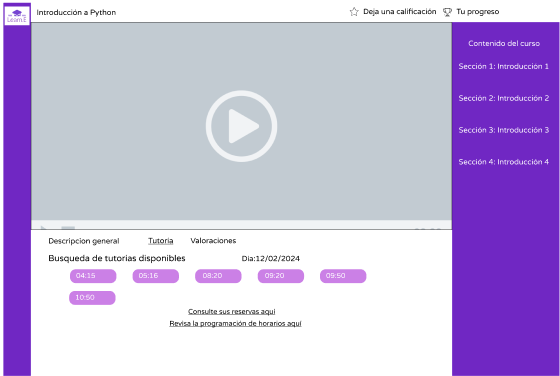 LearnE
Introducción a Python
Deja una calificación
Tu progreso
Contenido del curso
Sección 1: Introducción 1
Sección 2: Introducción 2
Sección 3: Introducción 3
Sección 4: Introducción 4
Descripcion general
Tutoria
Valoraciones
Busqueda de tutorias disponibles
Dia:12/02/2024
04:15
05:16
08:20
09:20
09:50
10:50
Consulte sus reservas aqui
Revisa la programación de horarios aqui